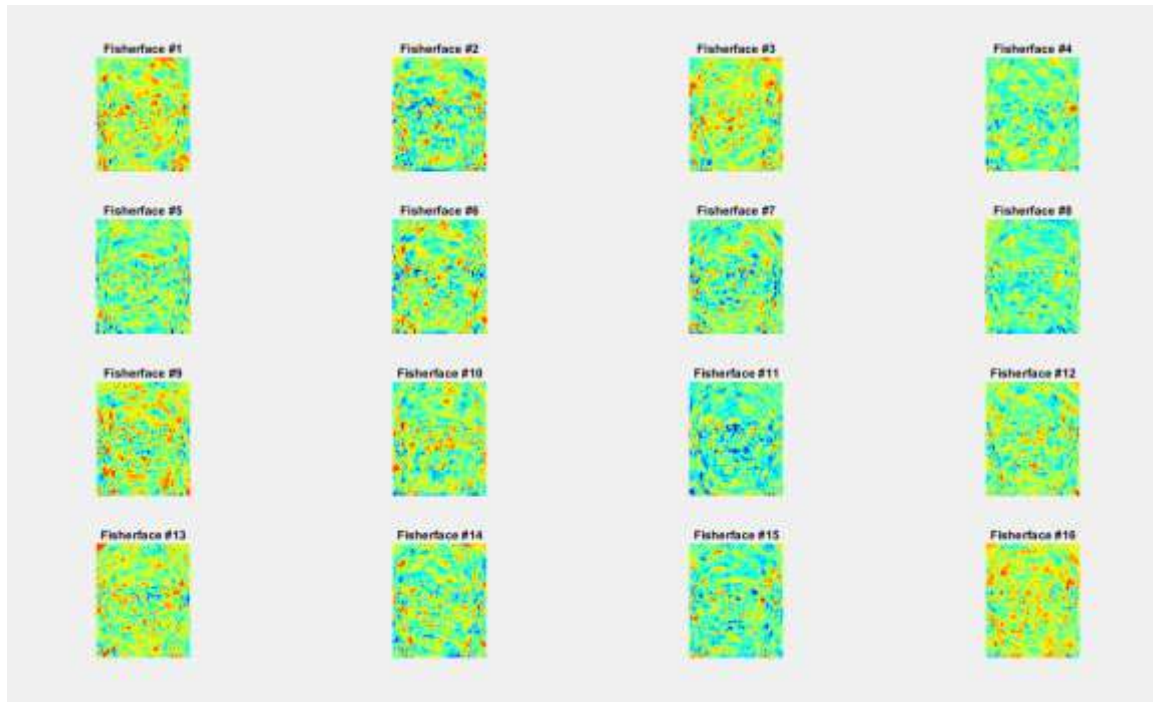 Fisherface #1
Fisherface #2
Fisherface #3
Fisherface #4
Fisherface #5
Fisherface #6
Fisherface #7
Fisherface #8
Fisherface #9
Fisherface #10
Fisherface #11
Fisherface #12
Fisherface #13
Fisherface #14
Fisherface #15
Fisherface #16